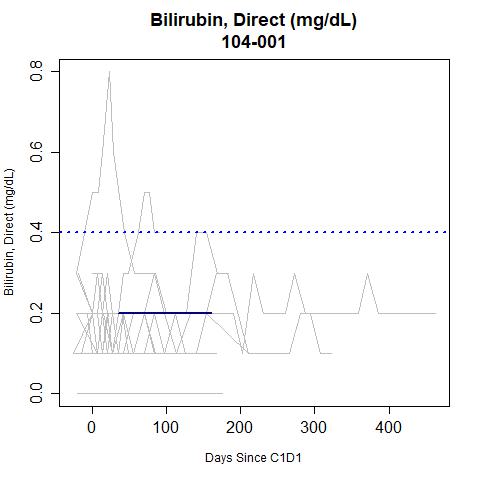 Bilirubin, Direct (mg/dL)
104-001
Bilirubin, Direct (mg/dL)
0.8
0.6
0.4
0.2
0.0
0 100 200 300 400
Days Since C1D1